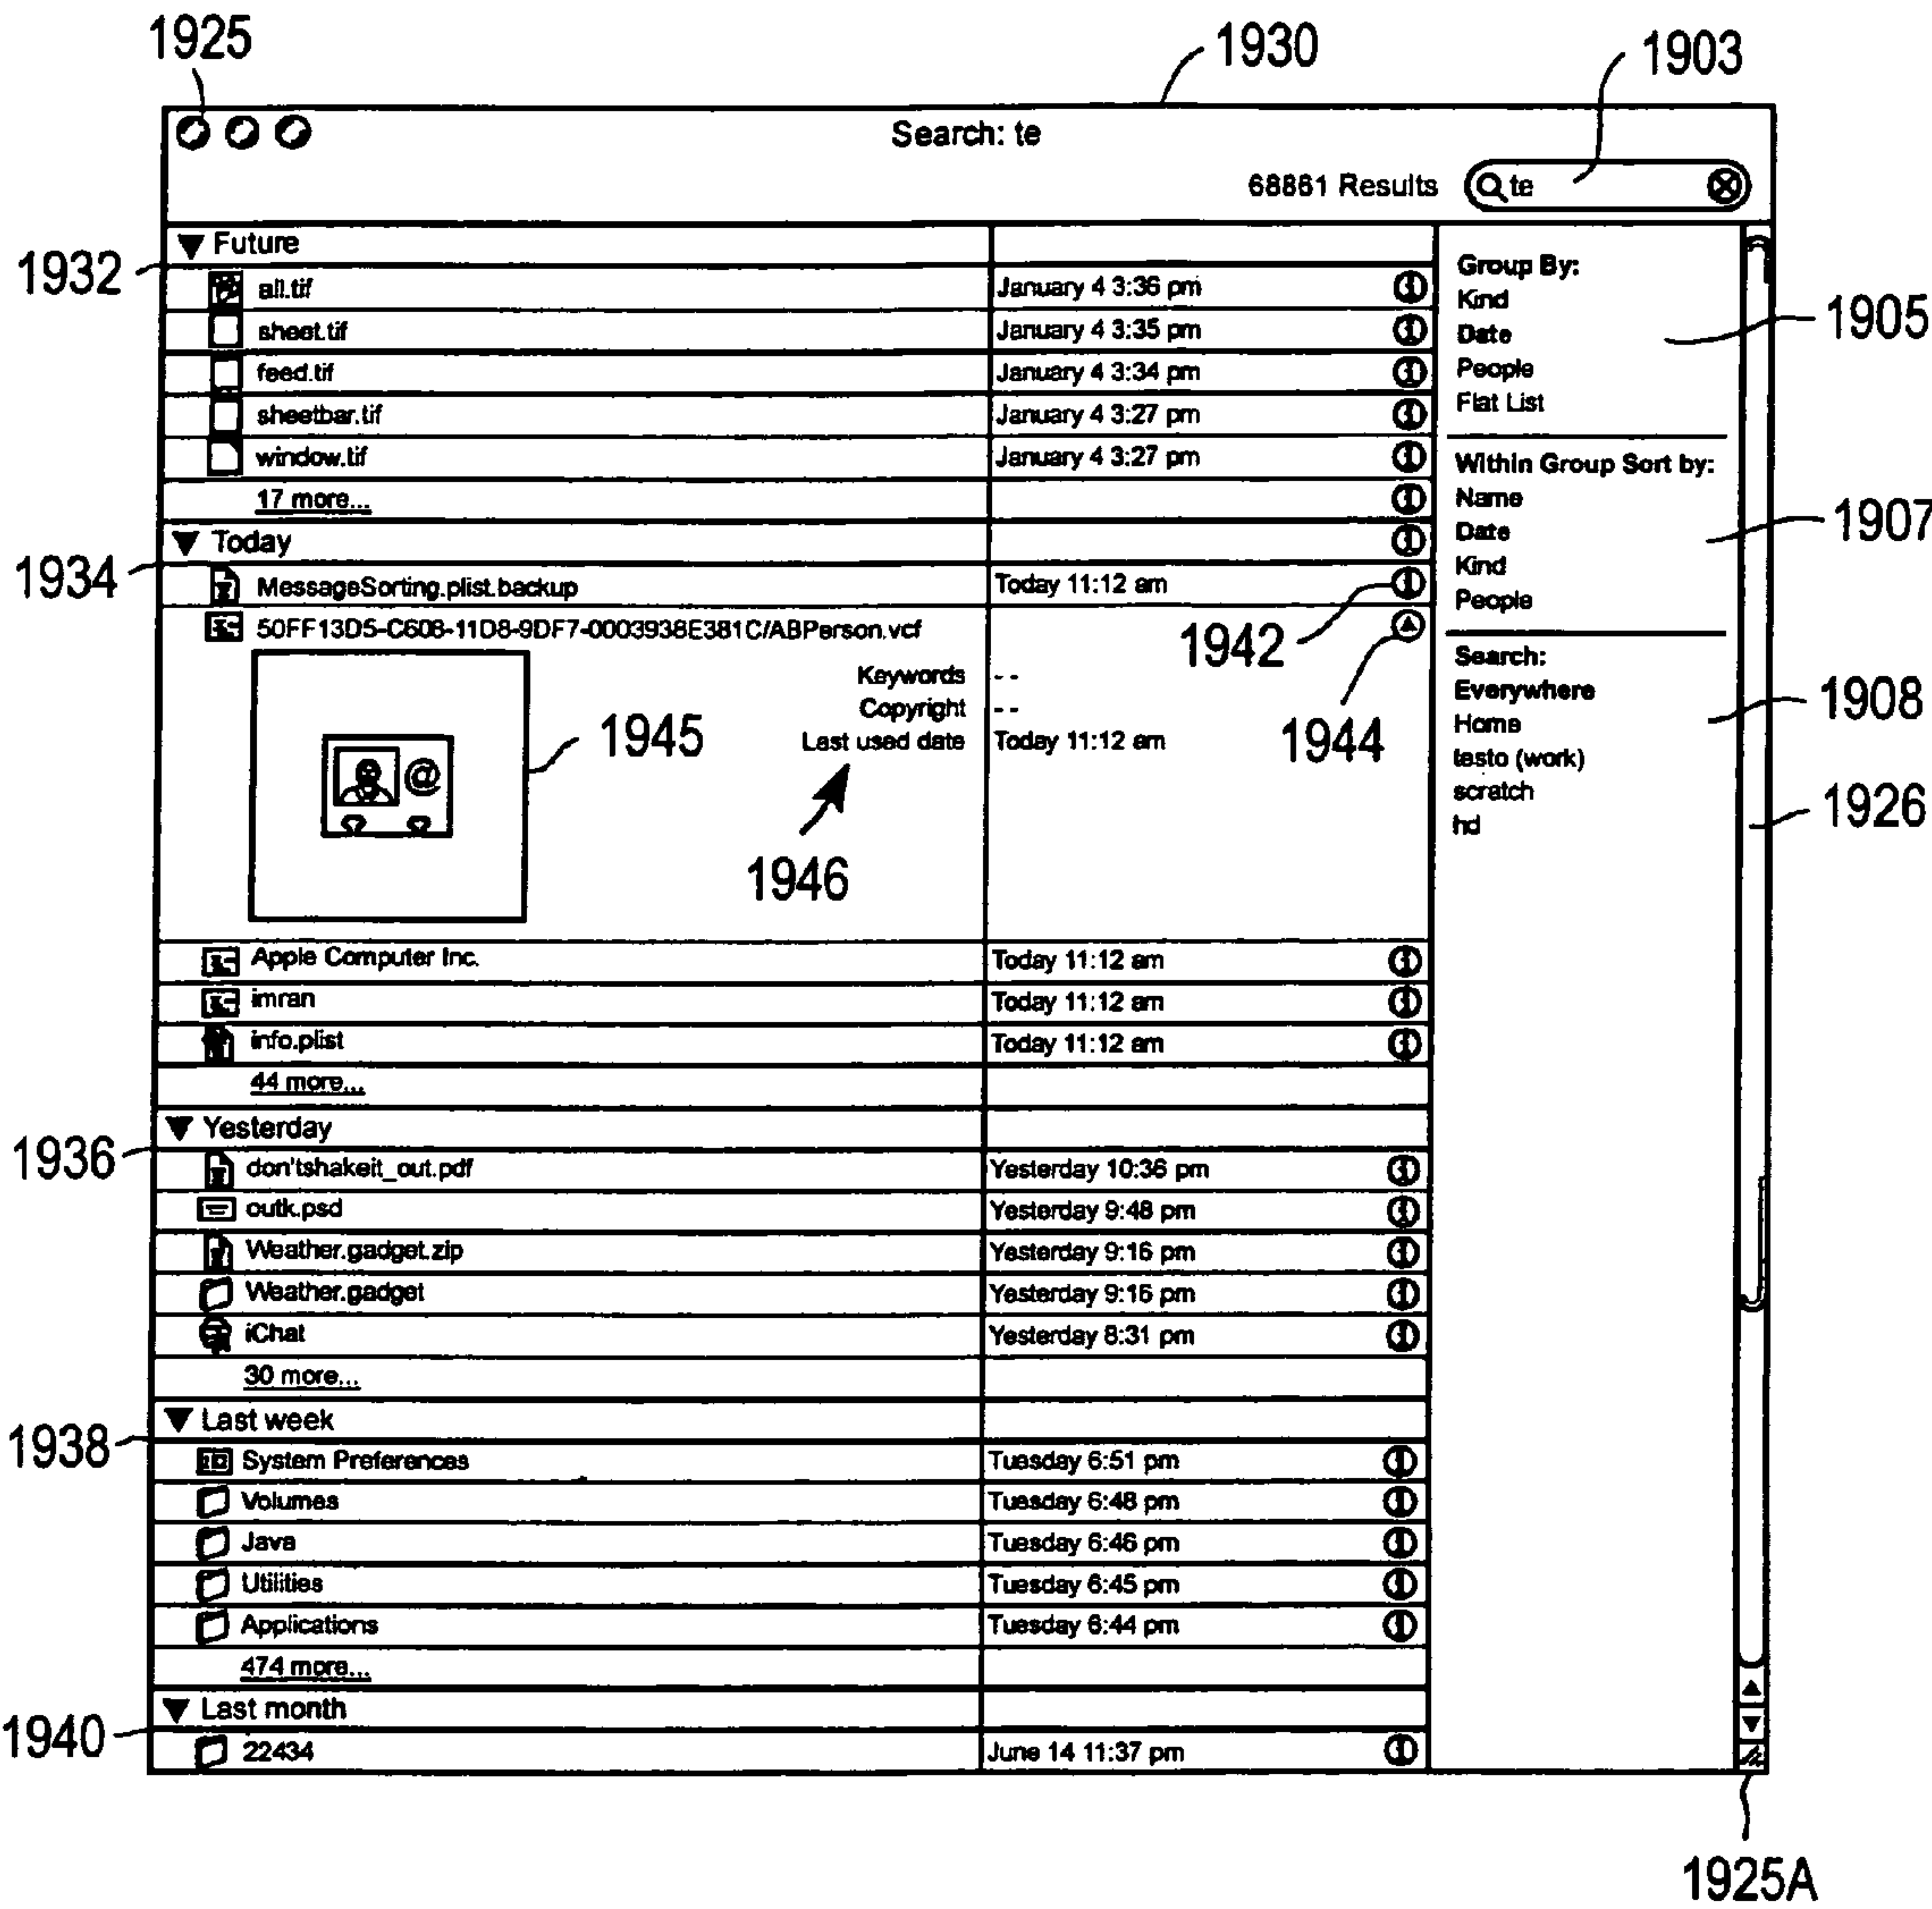 1925
1930
1903
Search: te
68881 Results
te
1932
Future
all.tif January 4 3:36 pm
sheet.tif January 4 3:35 pm
feed.tif January 4 3:34 pm
sheetbar.tif January 4 3:27 pm
window.tif January 4 3:27 pm
17 more...
1934
Today
MessageSorting.plist.backup Today 11:12 am
50FF13D5-C608-11D8-9DF7-0003938E381C/ABPerson.vcf
1942
1944
Keywords --
Copyright --
Last used date Today 11:12 am
@
1945
1946
Apple Computer Inc. Today 11:12 am
imran Today 11:12 am
info.plist Today 11:12 am
44 more...
1936
Yesterday
don'tshakeit_out.pdf Yesterday 10:36 pm
outk.psd Yesterday 9:48 pm
Weather.gadget.zip Yesterday 9:16 pm
Weather.gadget Yesterday 9:16 pm
iChat Yesterday 8:31 pm
30 more...
1938
Last week
System Preferences Tuesday 6:51 pm
Volumes Tuesday 6:48 pm
Java Tuesday 6:46 pm
Utilities Tuesday 6:45 pm
Applications Tuesday 6:44 pm
474 more...
1940
Last month
22434 June 14 11:37 pm
Group By:
Kind
Date
People
Flat List
1905
Within Group Sort by:
Name
Date
Kind
People
1907
Search:
Everywhere
Home
testo (work)
scratch
hd
1908
1926
1925A